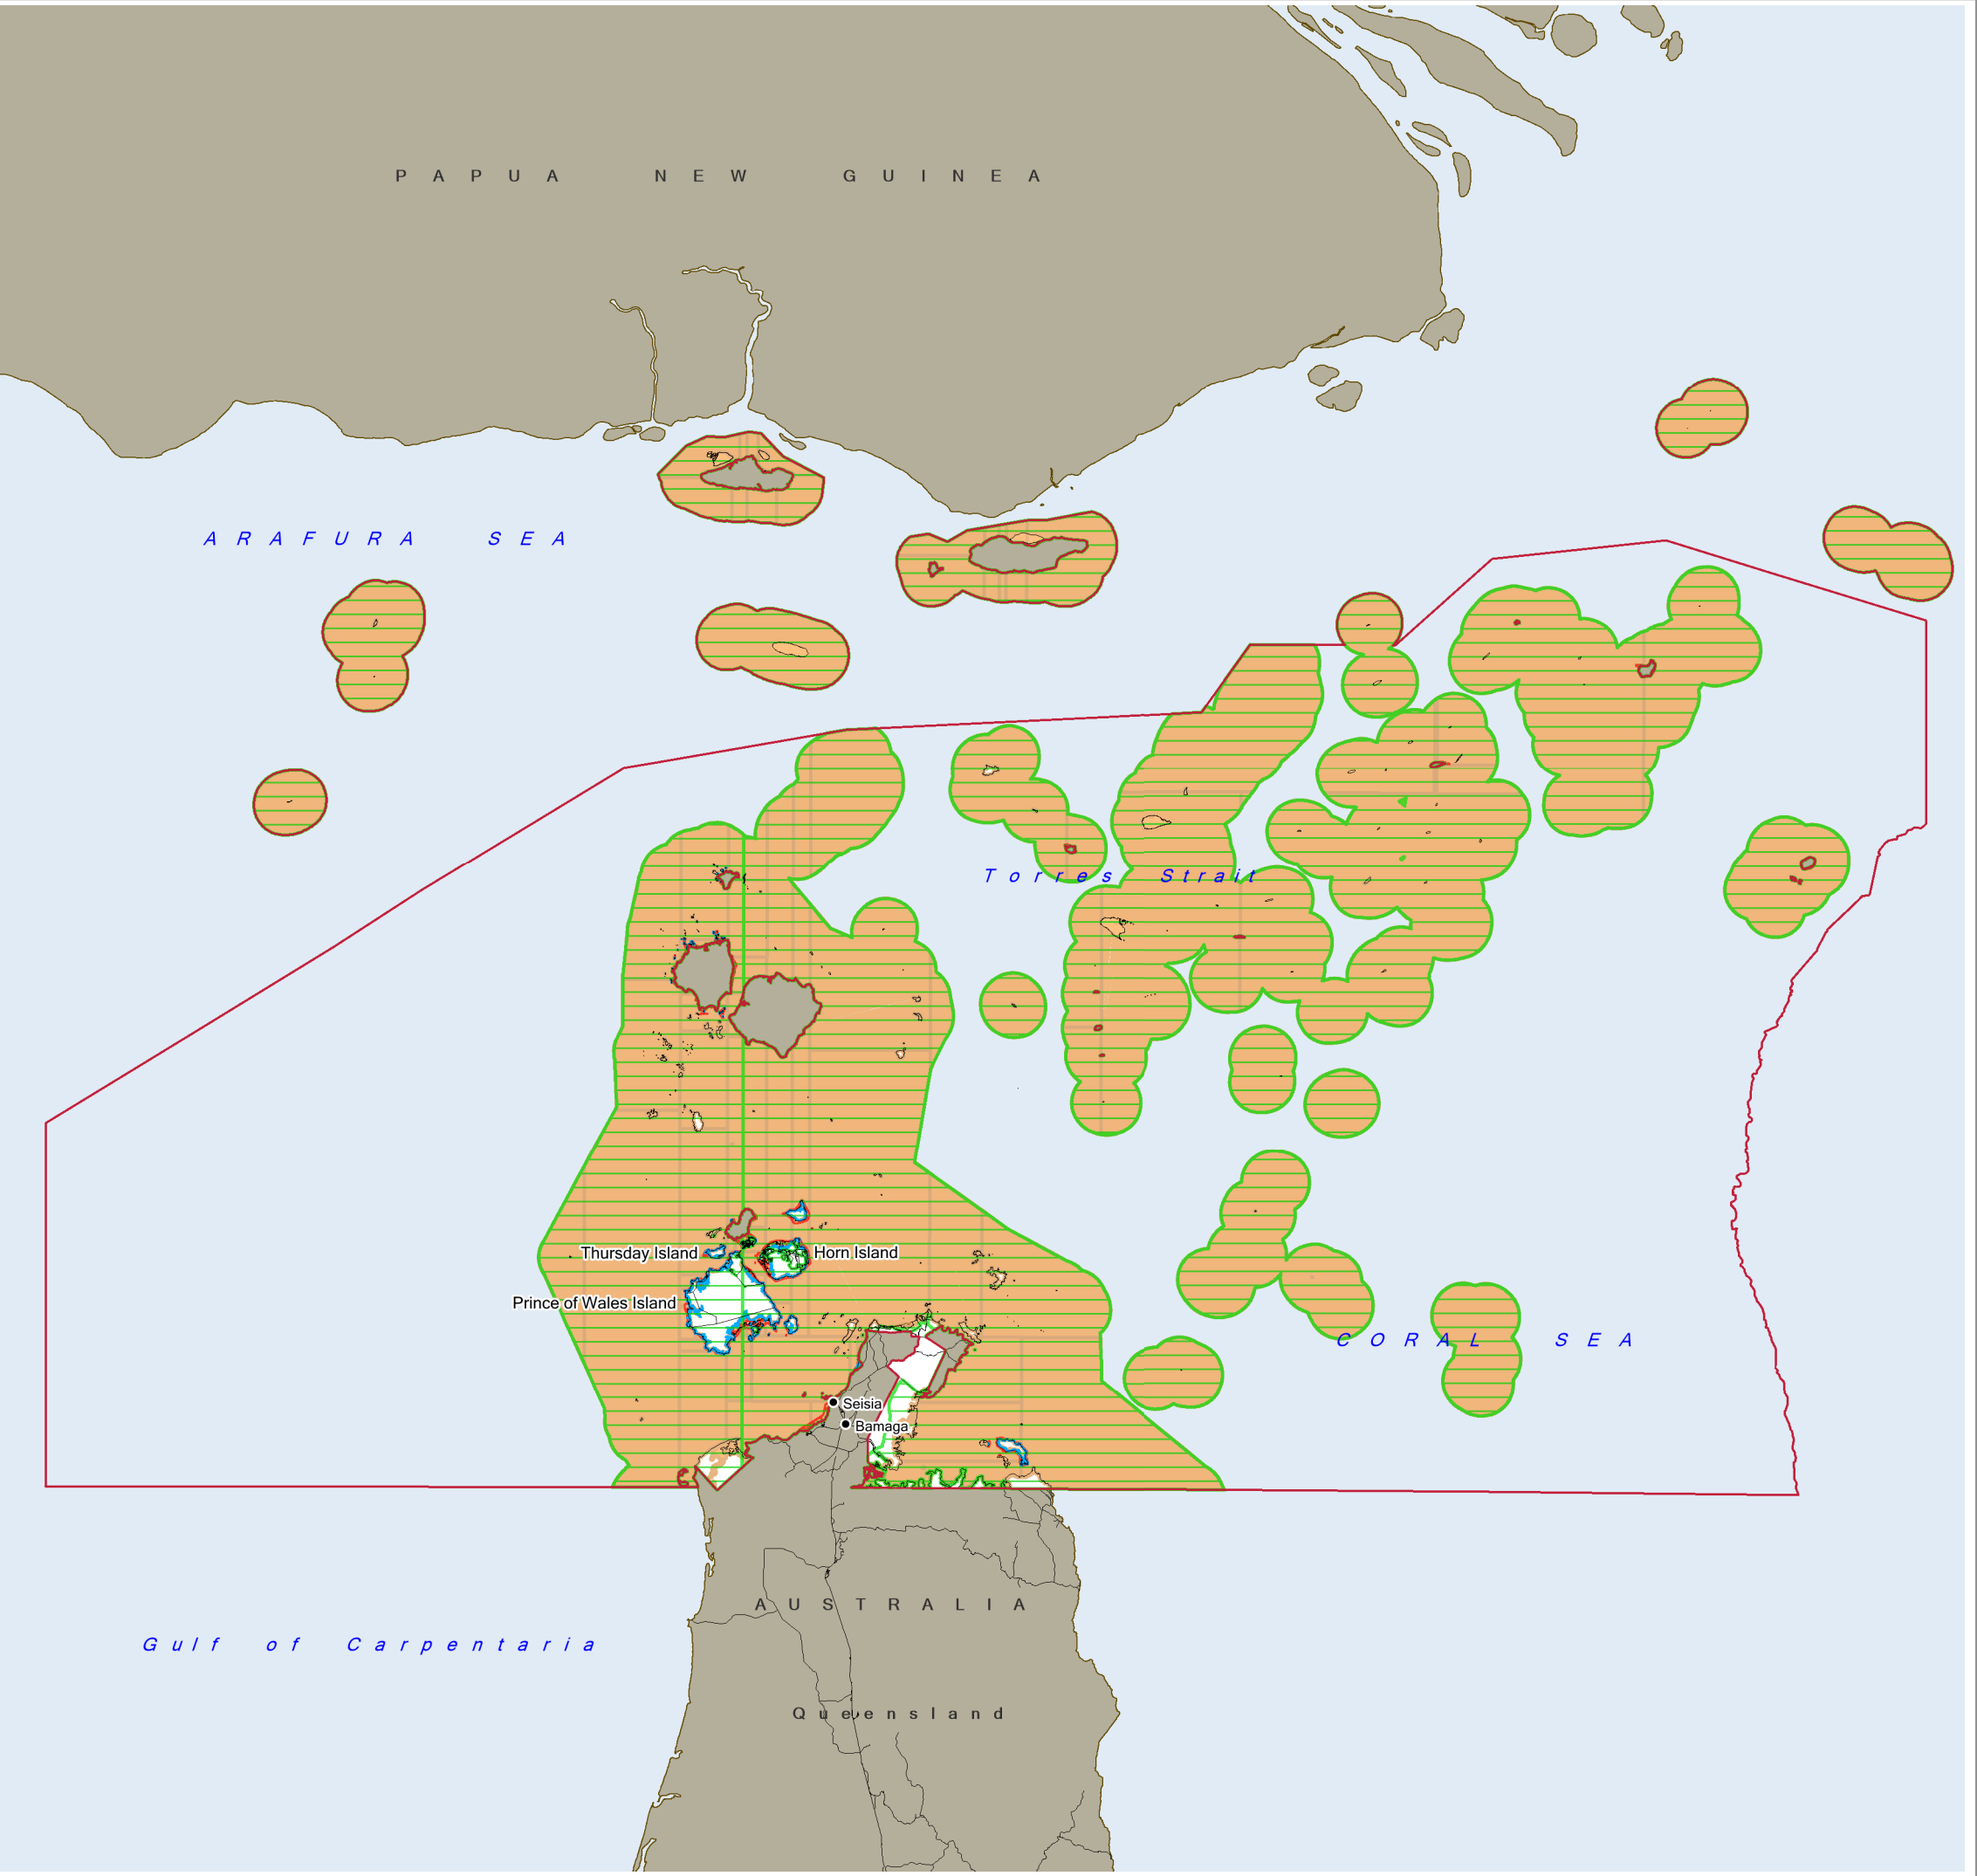 PAPUA NEW GUINEA
ARAFURA SEA
Torres Strait
Thursday Island
Horn Island
Prince of Wales Island
CORAL SEA
Seisia
Bamaga
AUSTRALIA
Gulf of Carpentaria
Queensland